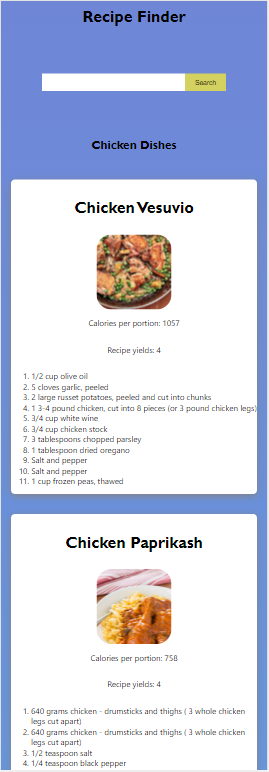 Recipe Finder
Search
Chicken Dishes
Chicken Vesuvio
Calories per portion: 1057
Recipe yields: 4
1. 1/2 cup olive oil
2. 5 cloves garlic, peeled
3. 2 large russet potatoes, peeled and cut into chunks
4. 1 3-4 pound chicken, cut into 8 pieces (or 3 pound chicken legs)
5. 3/4 cup white wine
6. 3/4 cup chicken stock
7. 3 tablespoons chopped parsley
8. 1 tablespoon dried oregano
9. Salt and pepper
10. Salt and pepper
11. 1 cup frozen peas, thawed
Chicken Paprikash
Calories per portion: 758
Recipe yields: 4
1. 640 grams chicken - drumsticks and thighs ( 3 whole chicken
legs cut apart)
2. 640 grams chicken - drumsticks and thighs ( 3 whole chicken
legs cut apart)
3. 1/2 teaspoon salt
4. 1/4 teaspoon black pepper